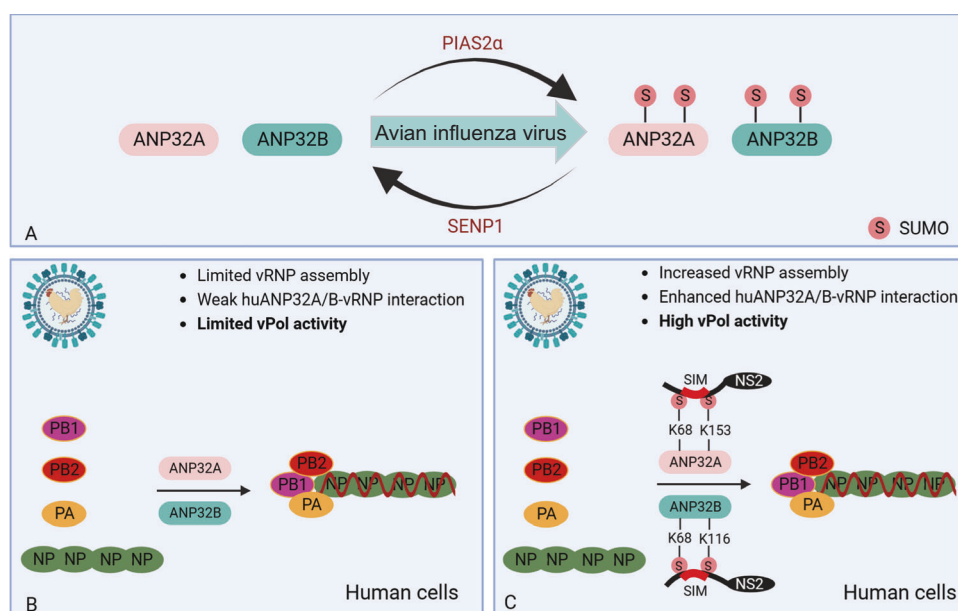 PIAS2α
ANP32A
ANP32B
Avian influenza virus
S S S S
ANP32A
ANP32B
SENP1
A
S SUMO
• Limited vRNP assembly
• Weak huANP32A/B-vRNP interaction
• Limited vPol activity
PB1
PB2
PA
NP NP NP NP
ANP32A
ANP32B
PB2
PB1
NP NP NP NP
PA
B
Human cells
• Increased vRNP assembly
• Enhanced huANP32A/B-vRNP interaction
• High vPol activity
SIM
NS2
S S
K68 K153
ANP32A
ANP32B
K68 K116
S S
SIM
NS2
PB1
PB2
PA
NP NP NP NP
PB2
PB1
NP NP NP NP
PA
C
Human cells